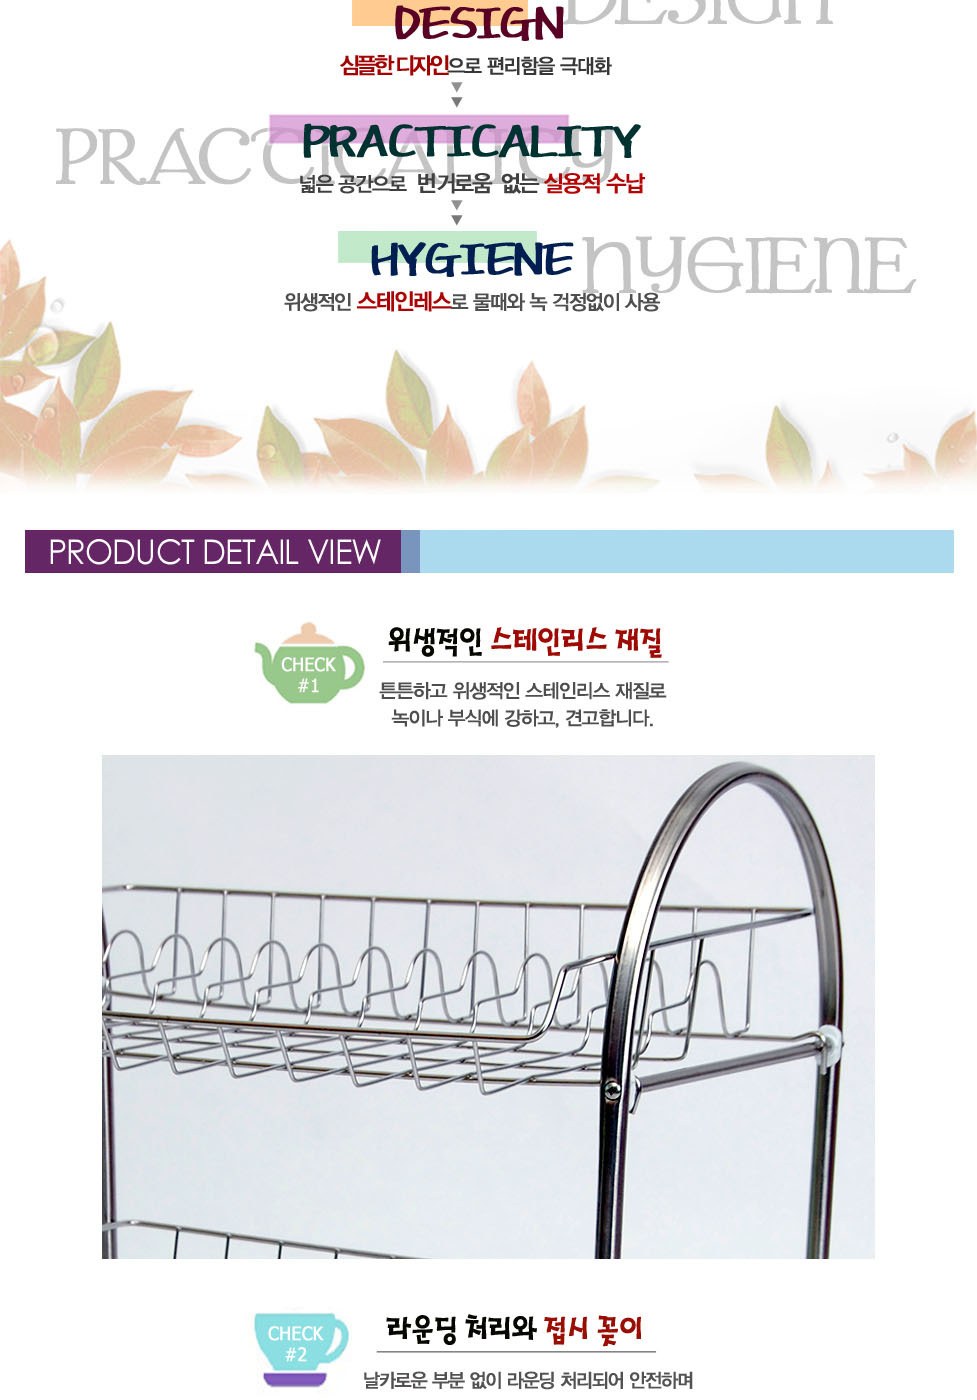 DESIGN DESIGN
심플한 디자인으로 편리함을 극대화
PRACTICALITY PRACTICALITY
넓은 공간으로 번거로움 없는 실용적 수납
HYGIENE HYGIENE
위생적인 스테인레스로 물때와 녹 걱정없이 사용
PRODUCT DETAIL VIEW
CHECK
#1
위생적인 스테인리스 재질
튼튼하고 위생적인 스테인리스 재질로
녹이나 부식에 강하고, 견고합니다.
CHECK
#2
라운딩 처리와 접시 꽂이
날카로운 부분 없이 라운딩 처리되어 안전하며